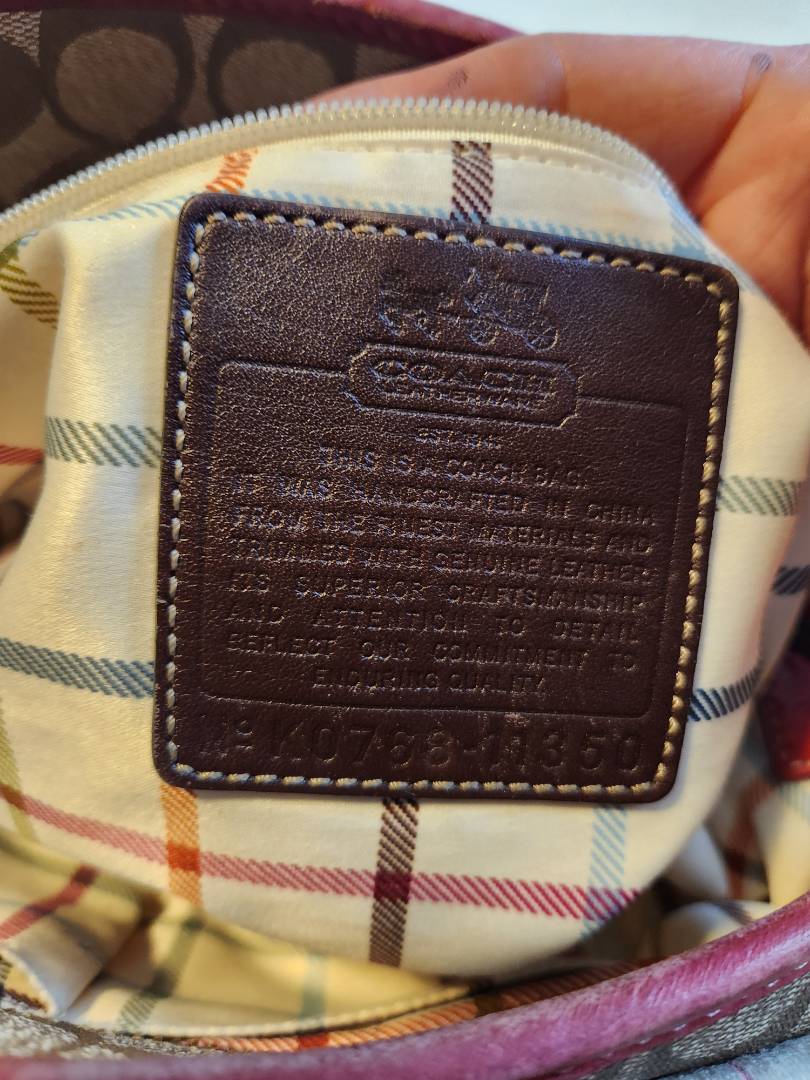 COACH
LEATHERWARE
EST. 1941
THIS IS A COACH BAG.
IT WAS HANDCRAFTED IN CHINA
FROM THE FINEST MATERIALS AND
TRIMMED WITH GENUINE LEATHER.
ITS SUPERIOR CRAFTSMANSHIP
AND ATTENTION TO DETAIL
REFLECT OUR COMMITMENT TO
ENDURING QUALITY.
Nº K0768-11350